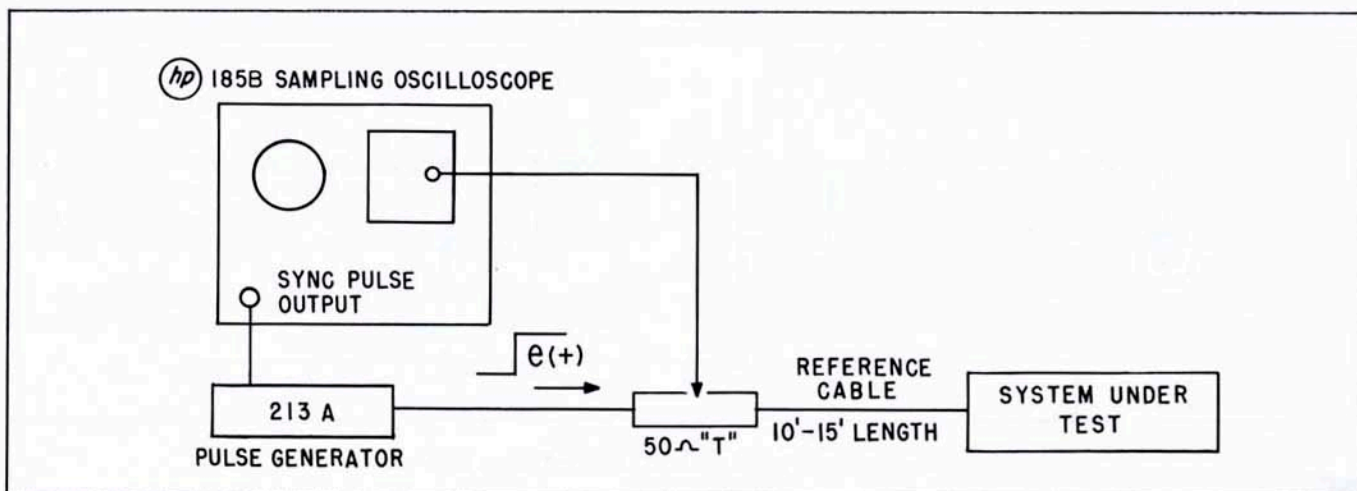 hp 185B SAMPLING OSCILLOSCOPE
SYNC PULSE
OUTPUT
e(+)
213 A
PULSE GENERATOR
50Ω "T"
REFERENCE
CABLE
10'-15' LENGTH
SYSTEM UNDER
TEST